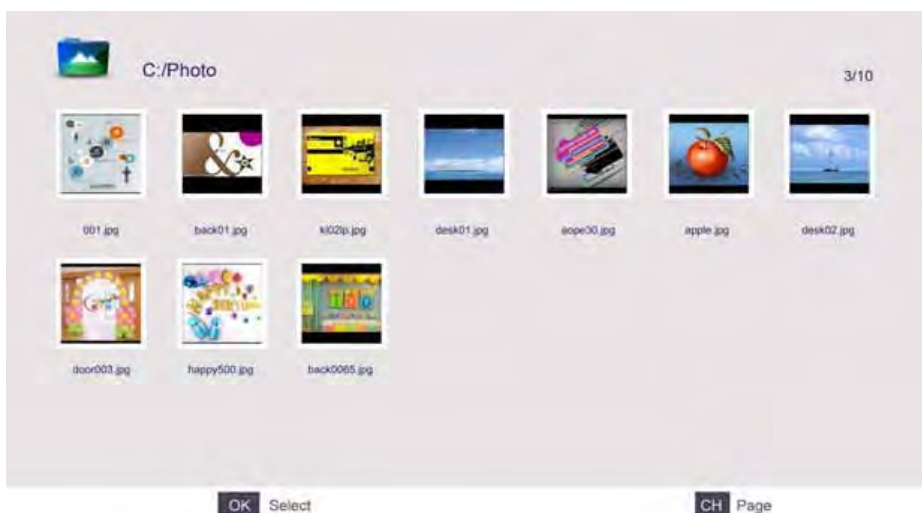 C:/Photo
3/10
001.jpg back01.jpg kl02lp.jpg desk01.jpg aope30.jpg apple.jpg desk02.jpg
door003.jpg happy500.jpg back0065.jpg
OK Select CH Page